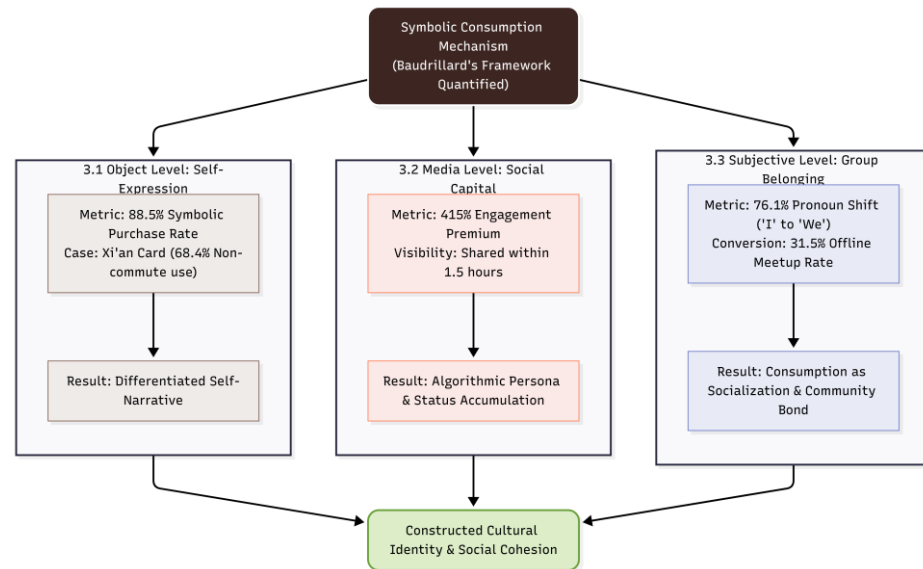 Symbolic Consumption
Mechanism
(Baudrillard's Framework
Quantified)
3.1 Object Level: Self-
Expression
Metric: 88.5% Symbolic
Purchase Rate
Case: Xi'an Card (68.4% Non-
commute use)
Result: Differentiated Self-
Narrative
3.2 Media Level: Social
Capital
Metric: 415% Engagement
Premium
Visibility: Shared within
1.5 hours
Result: Algorithmic Persona
& Status Accumulation
3.3 Subjective Level: Group
Belonging
Metric: 76.1% Pronoun Shift
('I' to 'We')
Conversion: 31.5% Offline
Meetup Rate
Result: Consumption as
Socialization & Community
Bond
Constructed Cultural
Identity & Social Cohesion